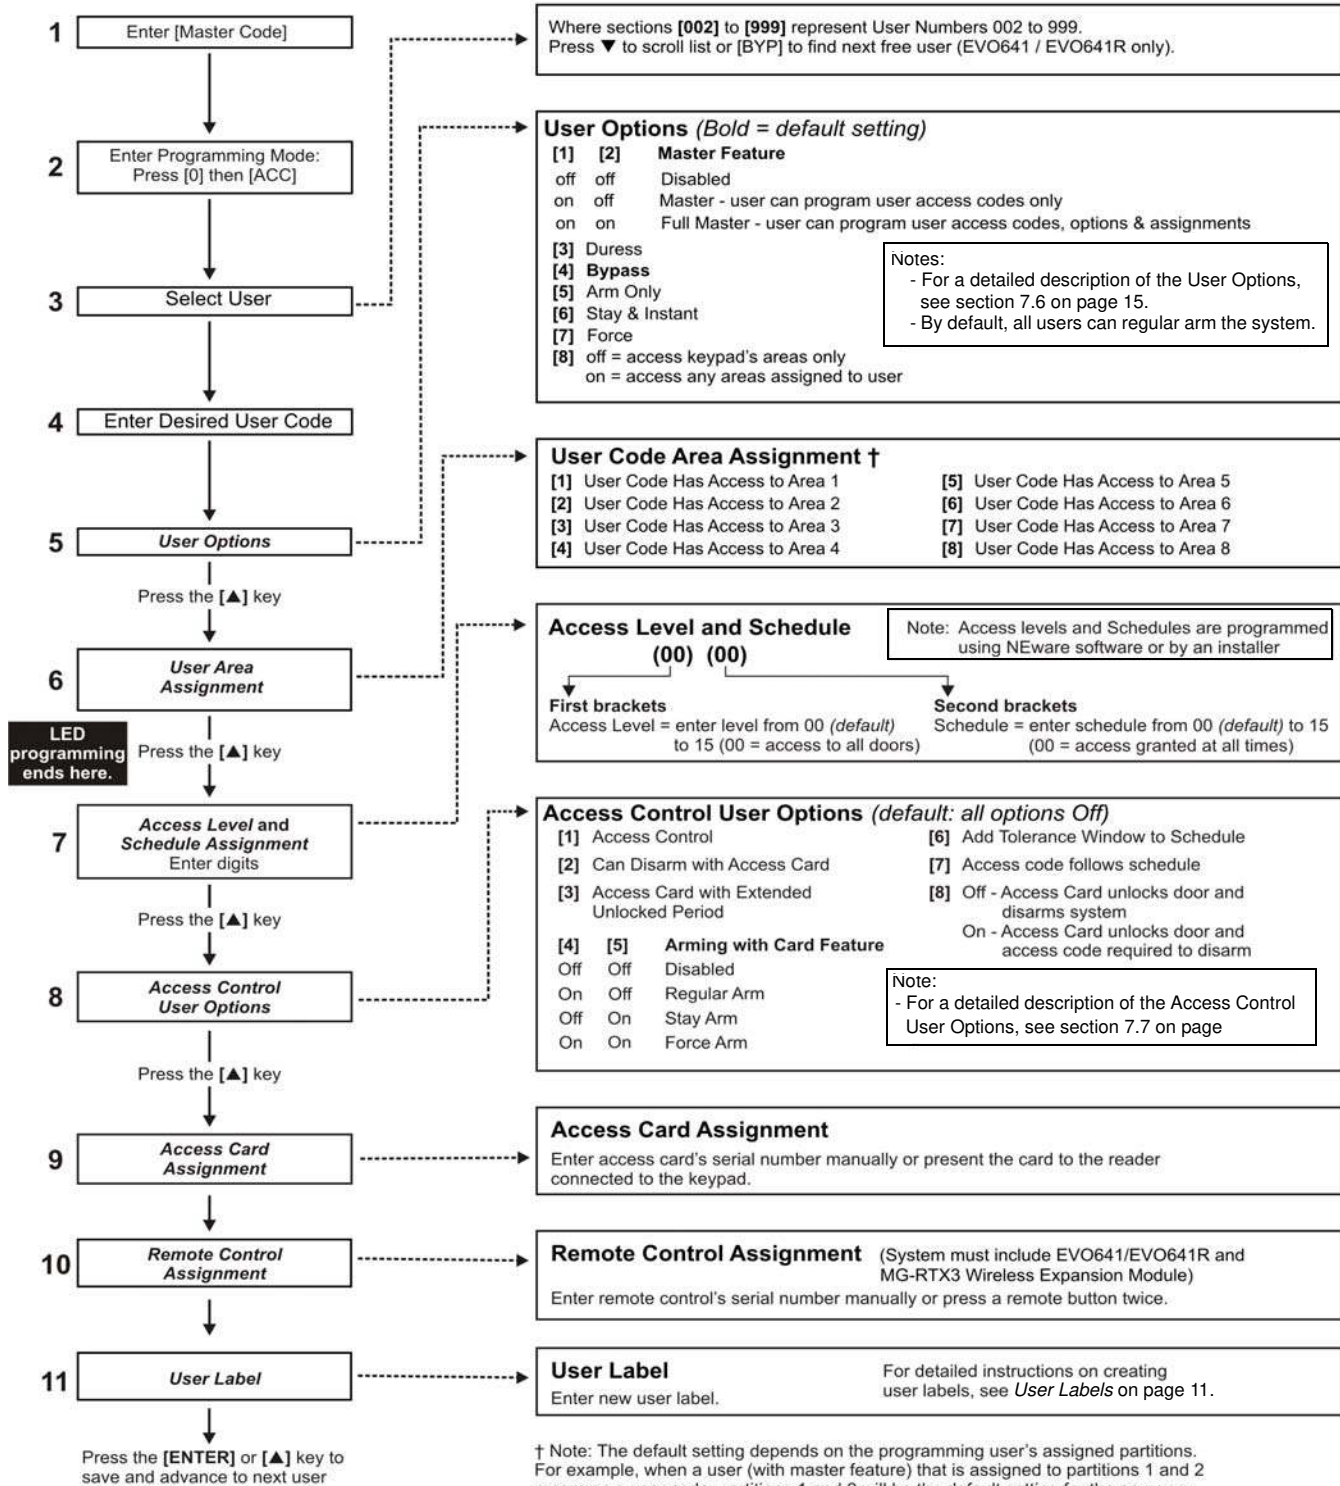 1 Enter [Master Code]
Where sections [002] to [999] represent User Numbers 002 to 999.
Press ▼ to scroll list or [BYP] to find next free user (EVO641 / EVO641R only).
2 Enter Programming Mode:
Press [0] then [ACC]
User Options (Bold = default setting)
[1] [2] Master Feature
off off Disabled
on off Master - user can program user access codes only
on on Full Master - user can program user access codes, options & assignments
[3] Duress
[4] Bypass
[5] Arm Only
[6] Stay & Instant
[7] Force
[8] off = access keypad's areas only
on = access any areas assigned to user
Notes:
- For a detailed description of the User Options,
see section 7.6 on page 15.
- By default, all users can regular arm the system.
3 Select User
4 Enter Desired User Code
User Code Area Assignment †
[1] User Code Has Access to Area 1
[2] User Code Has Access to Area 2
[3] User Code Has Access to Area 3
[4] User Code Has Access to Area 4
[5] User Code Has Access to Area 5
[6] User Code Has Access to Area 6
[7] User Code Has Access to Area 7
[8] User Code Has Access to Area 8
5 User Options
Press the [▲] key
6 User Area
Assignment
LED
programming
ends here.
Press the [▲] key
Access Level and Schedule
(00) (00)
Note: Access levels and Schedules are programmed
using NEware software or by an installer
First brackets
Access Level = enter level from 00 (default)
to 15 (00 = access to all doors)
Second brackets
Schedule = enter schedule from 00 (default) to 15
(00 = access granted at all times)
7 Access Level and
Schedule Assignment
Enter digits
Press the [▲] key
Access Control User Options (default: all options Off)
[1] Access Control
[2] Can Disarm with Access Card
[3] Access Card with Extended
Unlocked Period
[4] [5] Arming with Card Feature
Off Off Disabled
On Off Regular Arm
Off On Stay Arm
On On Force Arm
[6] Add Tolerance Window to Schedule
[7] Access code follows schedule
[8] Off - Access Card unlocks door and
disarms system
On - Access Card unlocks door and
access code required to disarm
Note:
- For a detailed description of the Access Control
User Options, see section 7.7 on page
8 Access Control
User Options
Press the [▲] key
9 Access Card
Assignment
Access Card Assignment
Enter access card's serial number manually or present the card to the reader
connected to the keypad.
10 Remote Control
Assignment
Remote Control Assignment (System must include EVO641/EVO641R and
MG-RTX3 Wireless Expansion Module)
Enter remote control's serial number manually or press a remote button twice.
11 User Label
User Label
Enter new user label.
For detailed instructions on creating
user labels, see User Labels on page 11.
Press the [ENTER] or [▲] key to
save and advance to next user
† Note: The default setting depends on the programming user's assigned partitions.
For example, when a user (with master feature) that is assigned to partitions 1 and 2